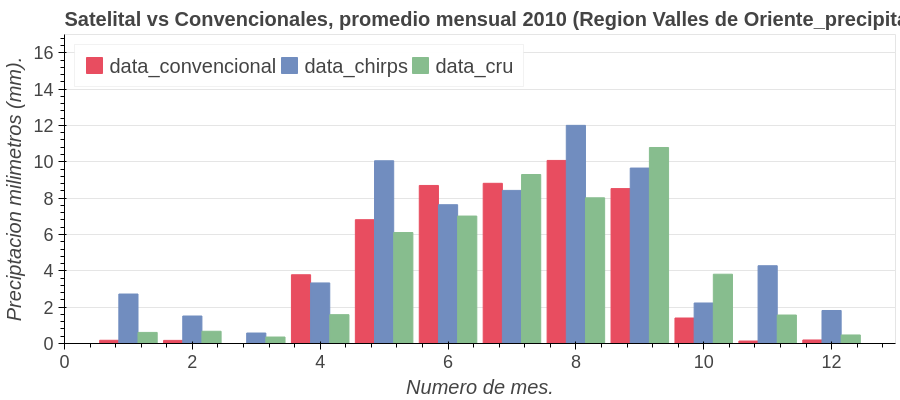 Satelital vs Convencionales, promedio mensual 2010 (Region Valles de Oriente_precipita
data_convencional data_chirps data_cru
Preciptacion milimetros (mm).
16
14
12
10
8
6
4
2
0
0 2 4 6 8 10 12
Numero de mes.